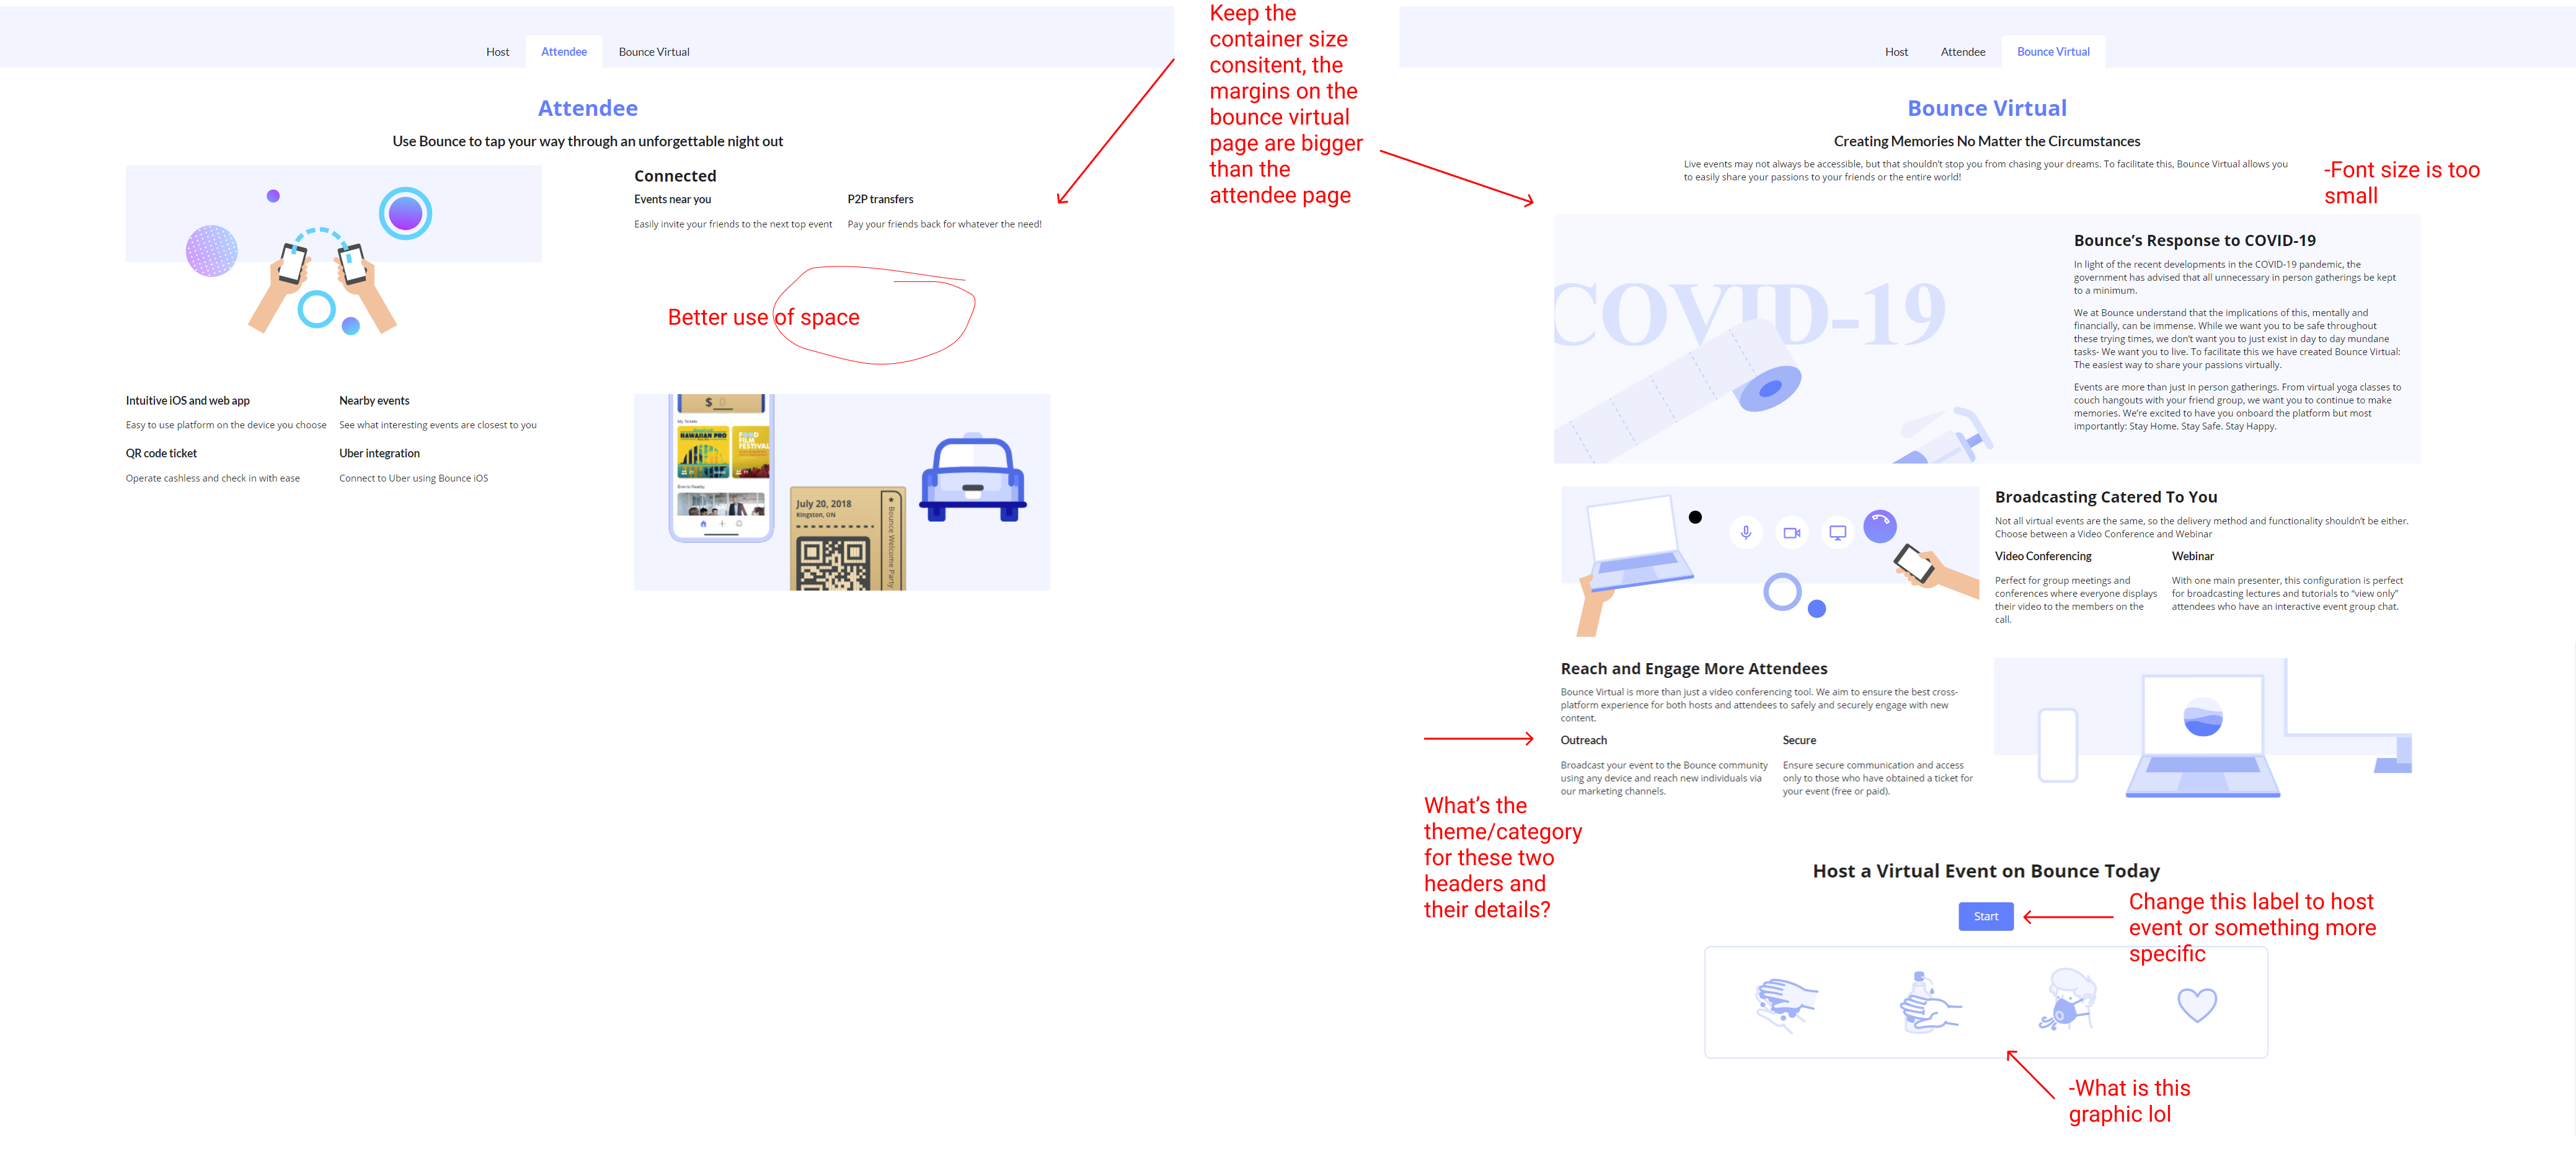 Host
Attendee
Bounce Virtual
Attendee
Use Bounce to tap your way through an unforgettable night out
Connected
Events near you
P2P transfers
Easily invite your friends to the next top event
Pay your friends back for whatever the need!
Better use of space
Intuitive iOS and web app
Nearby events
Easy to use platform on the device you choose
See what interesting events are closest to you
QR code ticket
Uber integration
Operate cashless and check in with ease
Connect to Uber using Bounce iOS
$ 0
My Tickets
HAWAIIAN PRO
FOOD
FILM
FESTIVAL
Events Nearby
July 20, 2018
Kingston, ON
★ Bounce Welcome Party
Keep the
container size
consitent, the
margins on the
bounce virtual
page are bigger
than the
attendee page
Host
Attendee
Bounce Virtual
Bounce Virtual
Creating Memories No Matter the Circumstances
Live events may not always be accessible, but that shouldn't stop you from chasing your dreams. To facilitate this, Bounce Virtual allows you
to easily share your passions to your friends or the entire world!
-Font size is too
small
COVID-19
Bounce's Response to COVID-19
In light of the recent developments in the COVID-19 pandemic, the
government has advised that all unnecessary in person gatherings be kept
to a minimum.
We at Bounce understand that the implications of this, mentally and
financially, can be immense. While we want you to be safe throughout
these trying times, we don't want you to just exist in day to day mundane
tasks- We want you to live. To facilitate this we have created Bounce Virtual:
The easiest way to share your passions virtually.
Events are more than just in person gatherings. From virtual yoga classes to
couch hangouts with your friend group, we want you to continue to make
memories. We're excited to have you onboard the platform but most
importantly: Stay Home. Stay Safe. Stay Happy.
Broadcasting Catered To You
Not all virtual events are the same, so the delivery method and functionality shouldn't be either.
Choose between a Video Conference and Webinar
Video Conferencing
Webinar
Perfect for group meetings and
conferences where everyone displays
their video to the members on the
call.
With one main presenter, this configuration is perfect
for broadcasting lectures and tutorials to "view only"
attendees who have an interactive event group chat.
Reach and Engage More Attendees
Bounce Virtual is more than just a video conferencing tool. We aim to ensure the best cross-
platform experience for both hosts and attendees to safely and securely engage with new
content.
Outreach
Secure
Broadcast your event to the Bounce community
using any device and reach new individuals via
our marketing channels.
Ensure secure communication and access
only to those who have obtained a ticket for
your event (free or paid).
What's the
theme/category
for these two
headers and
their details?
Host a Virtual Event on Bounce Today
Start
Change this label to host
event or something more
specific
-What is this
graphic lol